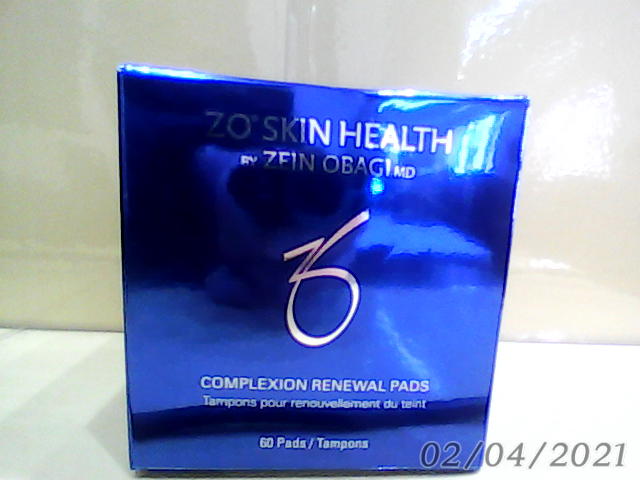 ZO® SKIN HEALTH
BY ZEIN OBAGI MD
COMPLEXION RENEWAL PADS
Tampons pour renouvellement du teint
60 Pads / Tampons
02/04/2021